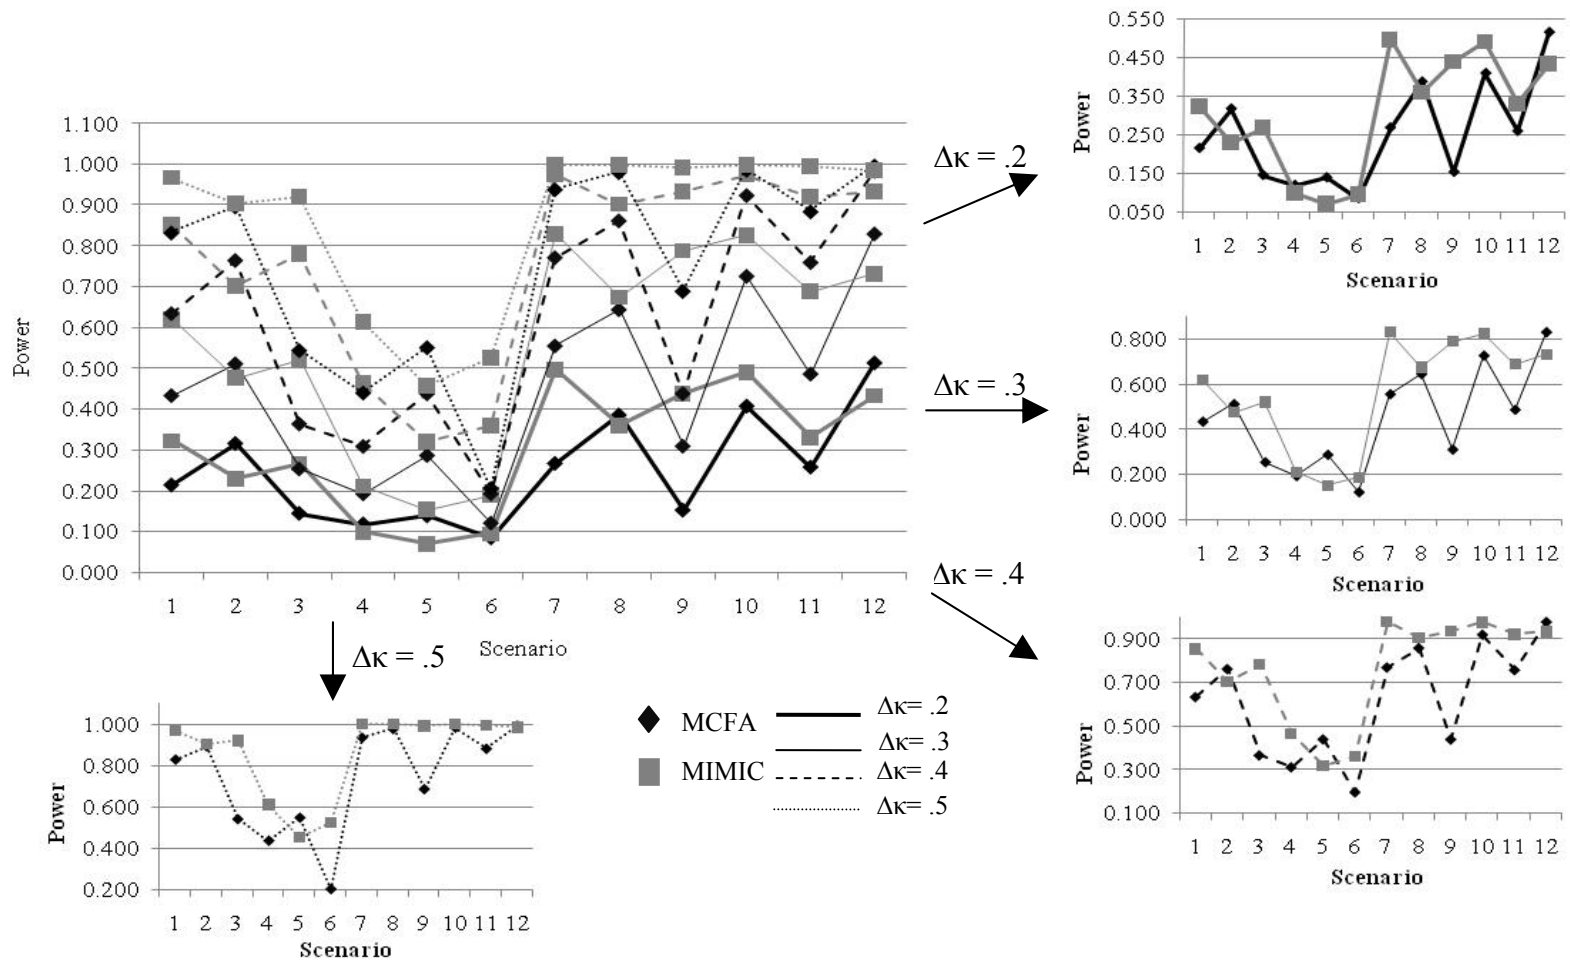 1.100
1.000
0.900
0.800
0.700
0.600
0.500
0.400
0.300
0.200
0.100
0.000
Power
1 2 3 4 5 6 7 8 9 10 11 12
Scenario
Δκ = .2
0.550
0.450
0.350
0.250
0.150
0.050
Power
1 2 3 4 5 6 7 8 9 10 11 12
Scenario
Δκ = .3
0.800
0.600
0.400
0.200
0.000
Power
1 2 3 4 5 6 7 8 9 10 11 12
Scenario
Δκ = .4
0.900
0.700
0.500
0.300
0.100
Power
1 2 3 4 5 6 7 8 9 10 11 12
Scenario
Δκ = .5
1.000
0.800
0.600
0.400
0.200
Power
1 2 3 4 5 6 7 8 9 10 11 12
Scenario
MCFA
MIMIC
Δκ= .2
Δκ= .3
Δκ= .4
Δκ= .5